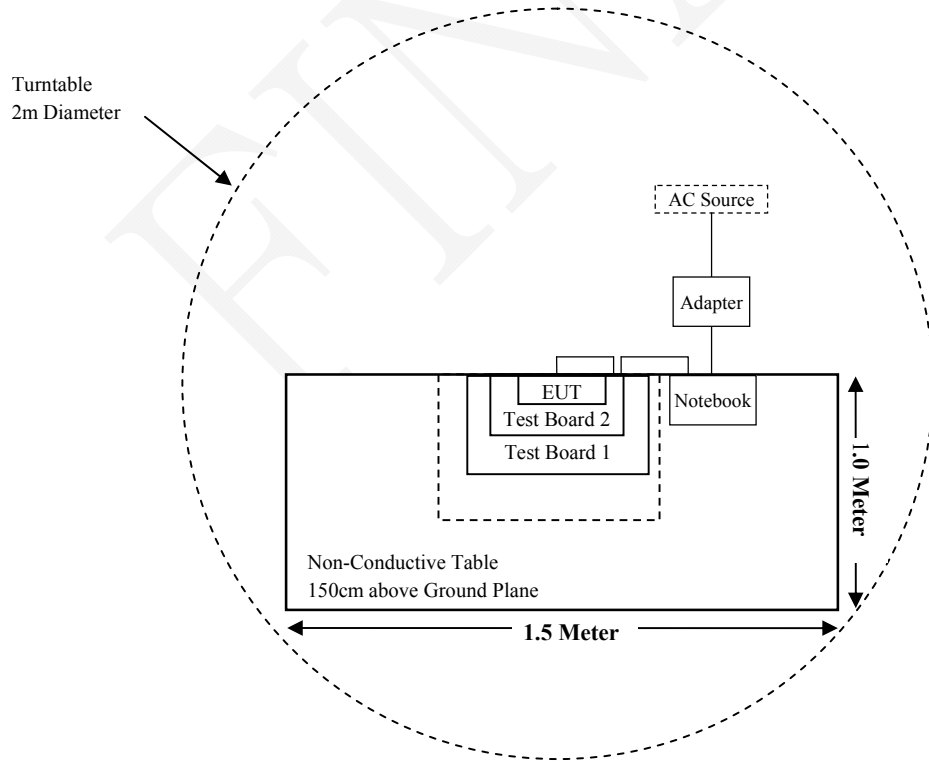 Turntable
2m Diameter
AC Source
Adapter
EUT
Notebook
Test Board 2
Test Board 1
1.0 Meter
Non-Conductive Table
150cm above Ground Plane
1.5 Meter